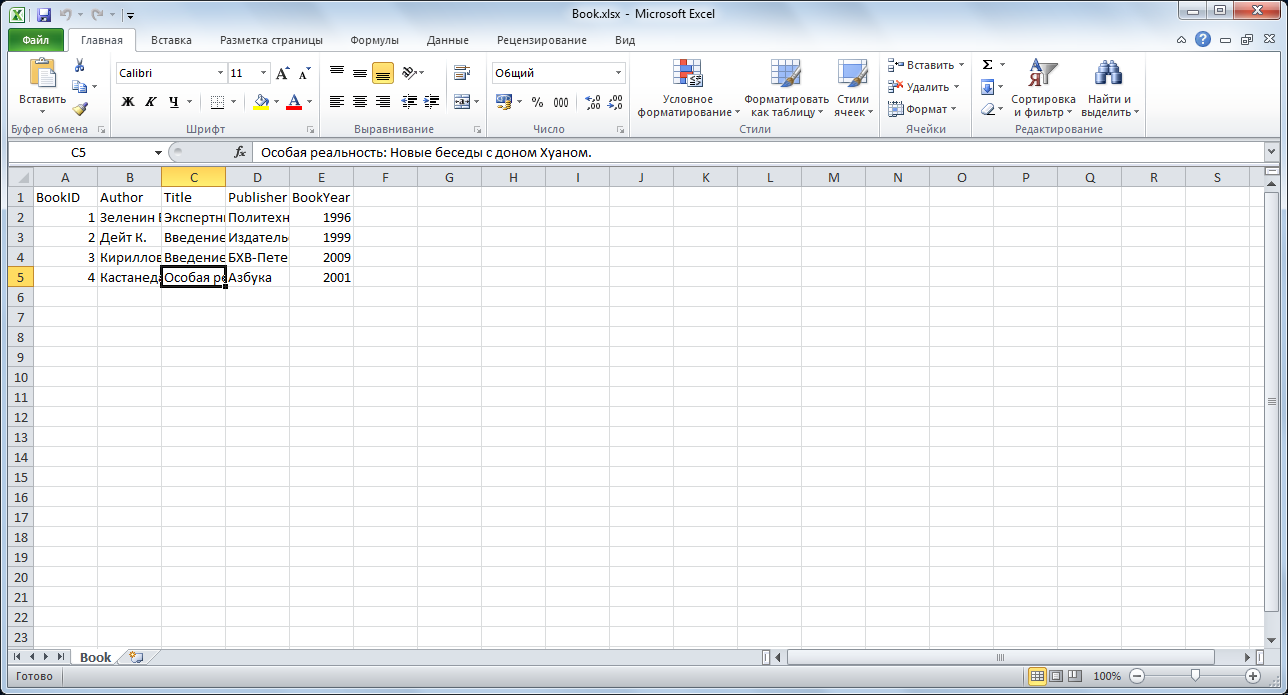 Book.xlsx - Microsoft Excel
Файл Главная Вставка Разметка страницы Формулы Данные Рецензирование Вид
Calibri 11 Общий
Вставить
Ж К Ч % 000
Условное форматирование
Форматировать как таблицу
Стили ячеек
Вставить
Удалить
Формат
Σ
Сортировка и фильтр
Найти и выделить
Буфер обмена Шрифт Выравнивание Число Стили Ячейки Редактирование
C5 fx Особая реальность: Новые беседы с доном Хуаном.
A B C D E F G H I J K L M N O P Q R S
1 BookID Author Title Publisher BookYear
2 1 Зеленин Экспертн Политехн 1996
3 2 Дейт К. Введение Издатель 1999
4 3 Кириллов Введение БХВ-Пете 2009
5 4 Кастанеда Особая ре Азбука 2001
6
7
8
9
10
11
12
13
14
15
16
17
18
19
20
21
22
23
Book
Готово 100%